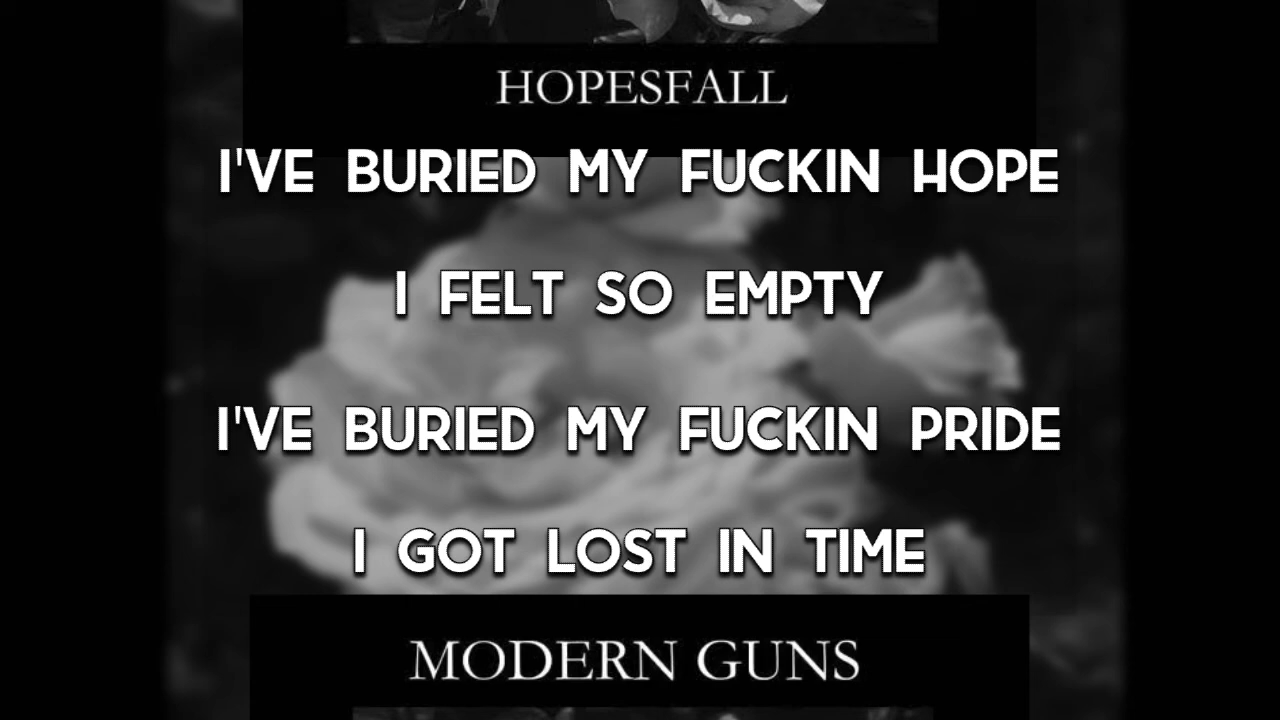 HOPESFALL
I'VE BURIED MY FUCKIN HOPE
I FELT SO EMPTY
I'VE BURIED MY FUCKIN PRIDE
I GOT LOST IN TIME
MODERN GUNS